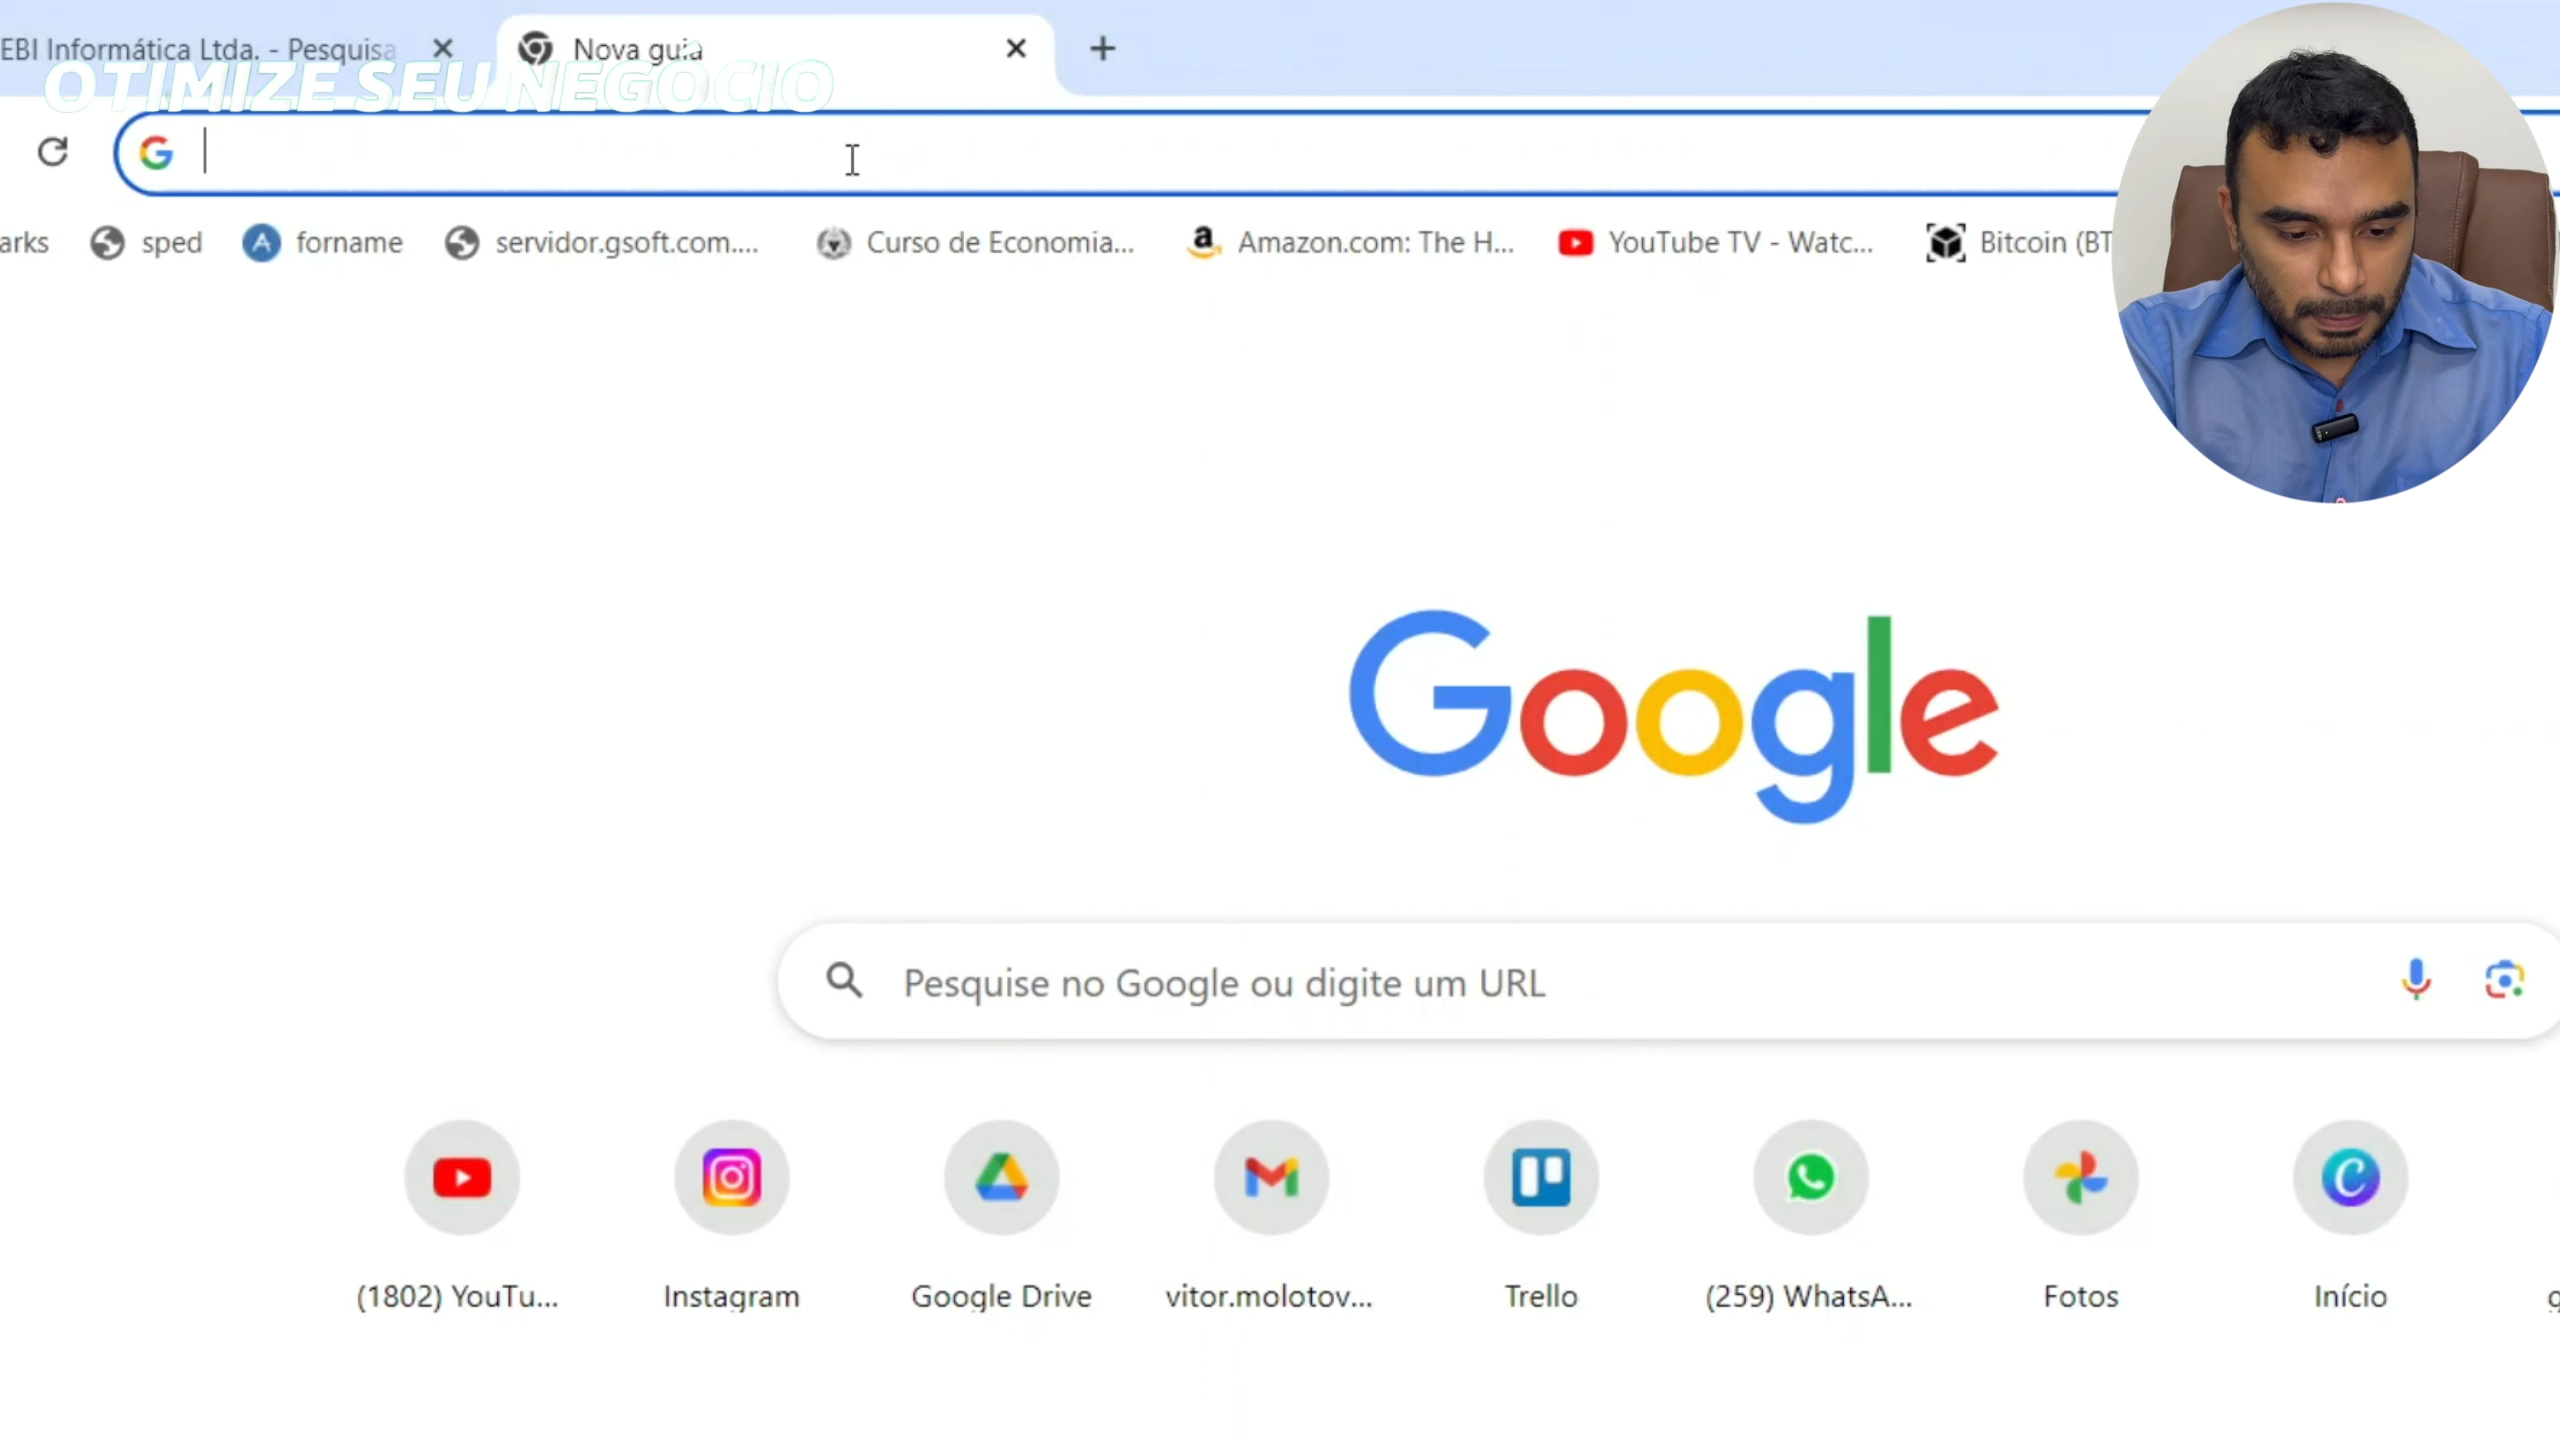 EBI Informática Ltda. - Pesquisa
Nova guia
OTIMIZE SEU NEGÓCIO
arks
sped
forname
servidor.gsoft.com....
Curso de Economia...
Amazon.com: The H...
YouTube TV - Watc...
Bitcoin (BT
Google
Pesquise no Google ou digite um URL
(1802) YouTu...
Instagram
Google Drive
vitor.molotov...
Trello
(259) WhatsA...
Fotos
Início